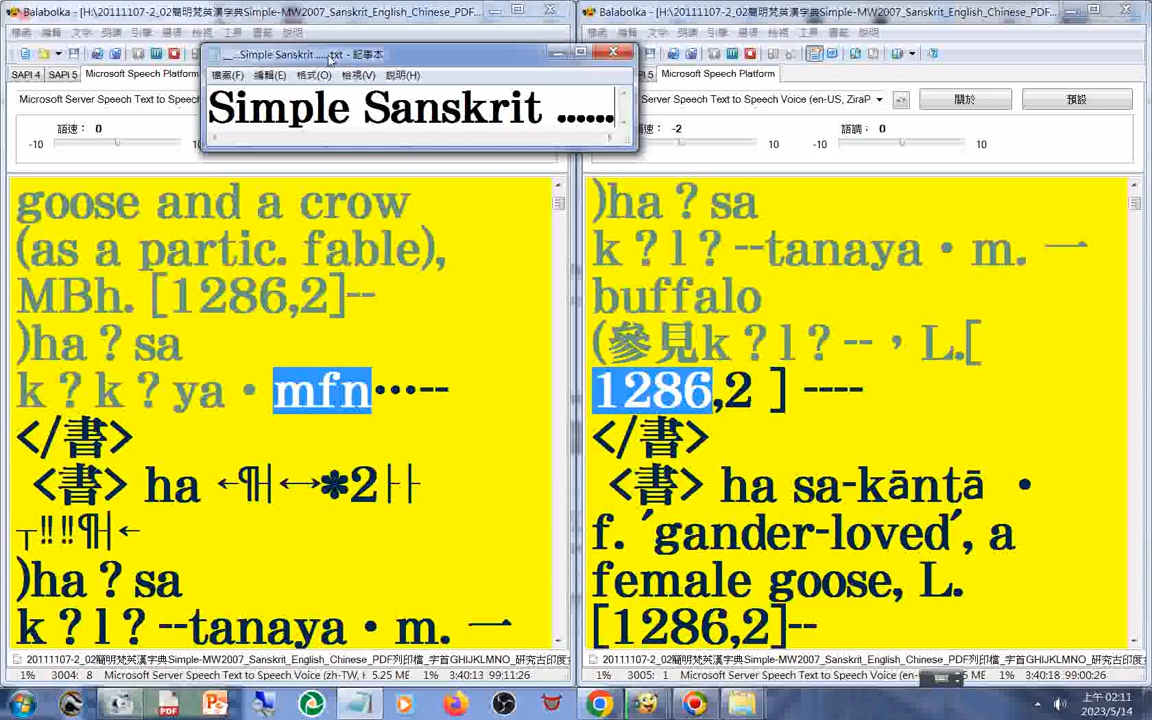 Balabolka - [H:\20111107-2_02簡明梵英漢字典Simple-MW2007_Sanskrit_English_Chinese_PDF...
Balabolka - [H:\20111107-2_02簡明梵英漢字典Simple-MW2007_Sanskrit_English_Chinese_PDF...
__...Simple Sanskrit .....txt - 記事本
檔案(F) 編輯(E) 格式(O) 檢視(V) 說明(H)
Simple Sanskrit ......
SAPI 4 SAPI 5 Microsoft Speech Platform
Microsoft Server Speech Text to Speech
語速： 0
-10
I 5 Microsoft Speech Platform
Server Speech Text to Speech Voice (en-US, ZiraP
關於
預設
語速： -2
語調： 0
10 -10 10
goose and a crow
(as a partic. fable),
MBh. [1286,2]--
)ha？sa
k？k？ya‧mfn…--
</書>
<書> ha ←¶┤↔✽2├├
┬‼‼¶┤←
)ha？sa
k？l？--tanaya‧m. 一
)ha？sa
k？l？--tanaya‧m. 一
buffalo
(參見k？l？--，L.[
1286,2 ] ----
</書>
<書> ha sa-kāntā ‧
f. 'gander-loved', a
female goose, L.
[1286,2]--
20111107-2_02簡明梵英漢字典Simple-MW2007_Sanskrit_English_Chinese_PDF列印檔_字首GHIJKLMNO_研究古印度
1% 3004: 8 Microsoft Server Speech Text to Speech Voice (zh-TW, H 5.25 ME 1% 3:40:13 99:11:26
20111107-2_02簡明梵英漢字典Simple-MW2007_Sanskrit_English_Chinese_PDF列印檔_字首GHIJKLMNO_研究古印度
1% 3005: 1 Microsoft Server Speech Text to Speech Voice (en- 5.25 ME 1% 3:49:18 99:00:26
上午 02:11
2023/5/14